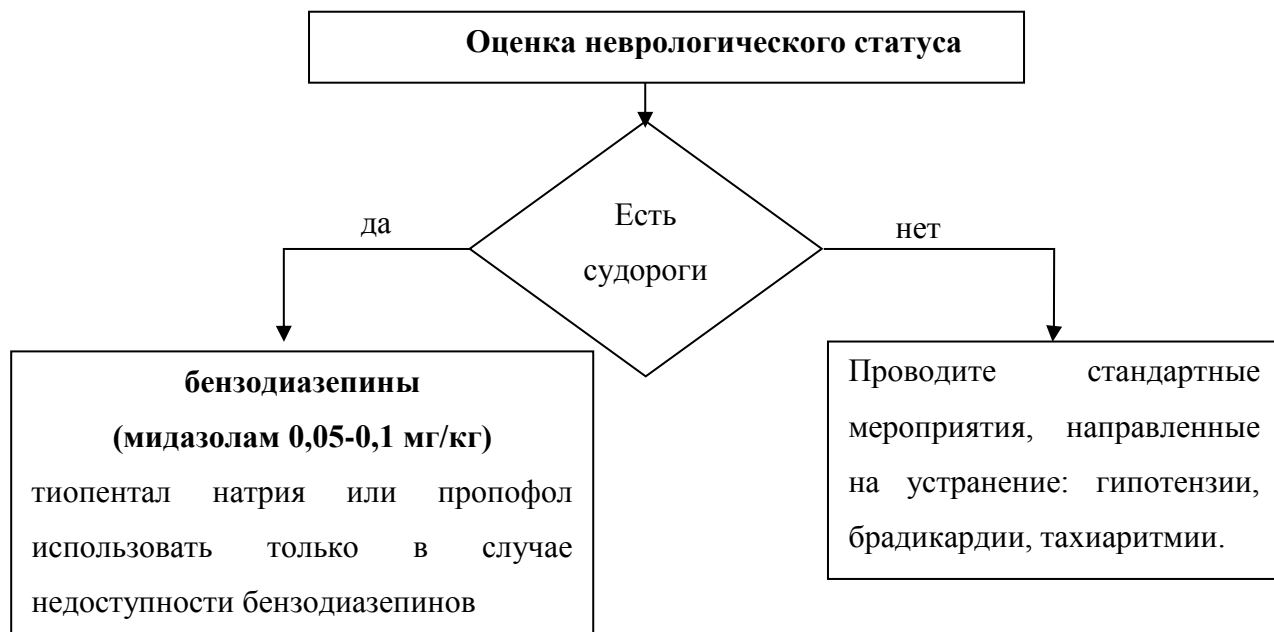 Оценка неврологического статуса
Есть
судороги
да
нет
бензодиазепины
(мидазолам 0,05-0,1 мг/кг)
тиопентал натрия или пропофол
использовать только в случае
недоступности бензодиазепинов
Проводите стандартные
мероприятия, направленные
на устранение: гипотензии,
брадикардии, тахиаритмии.